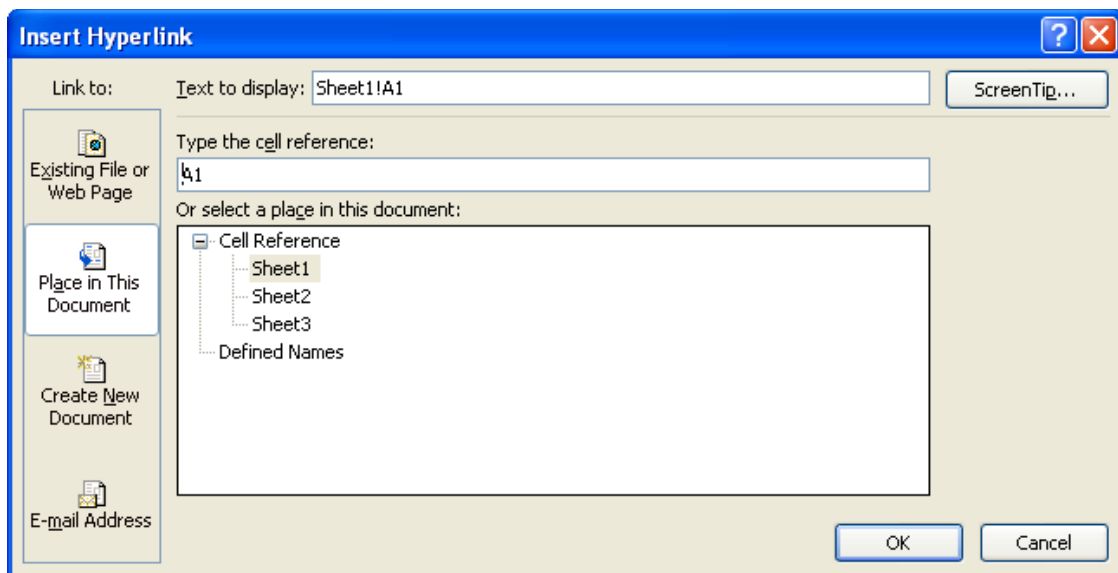 Insert Hyperlink
Link to:
Text to display: Sheet1!A1
ScreenTip...
Existing File or
Web Page
Type the cell reference:
A1
Or select a place in this document:
Cell Reference
Sheet1
Sheet2
Sheet3
Defined Names
Place in This
Document
Create New
Document
E-mail Address
OK
Cancel